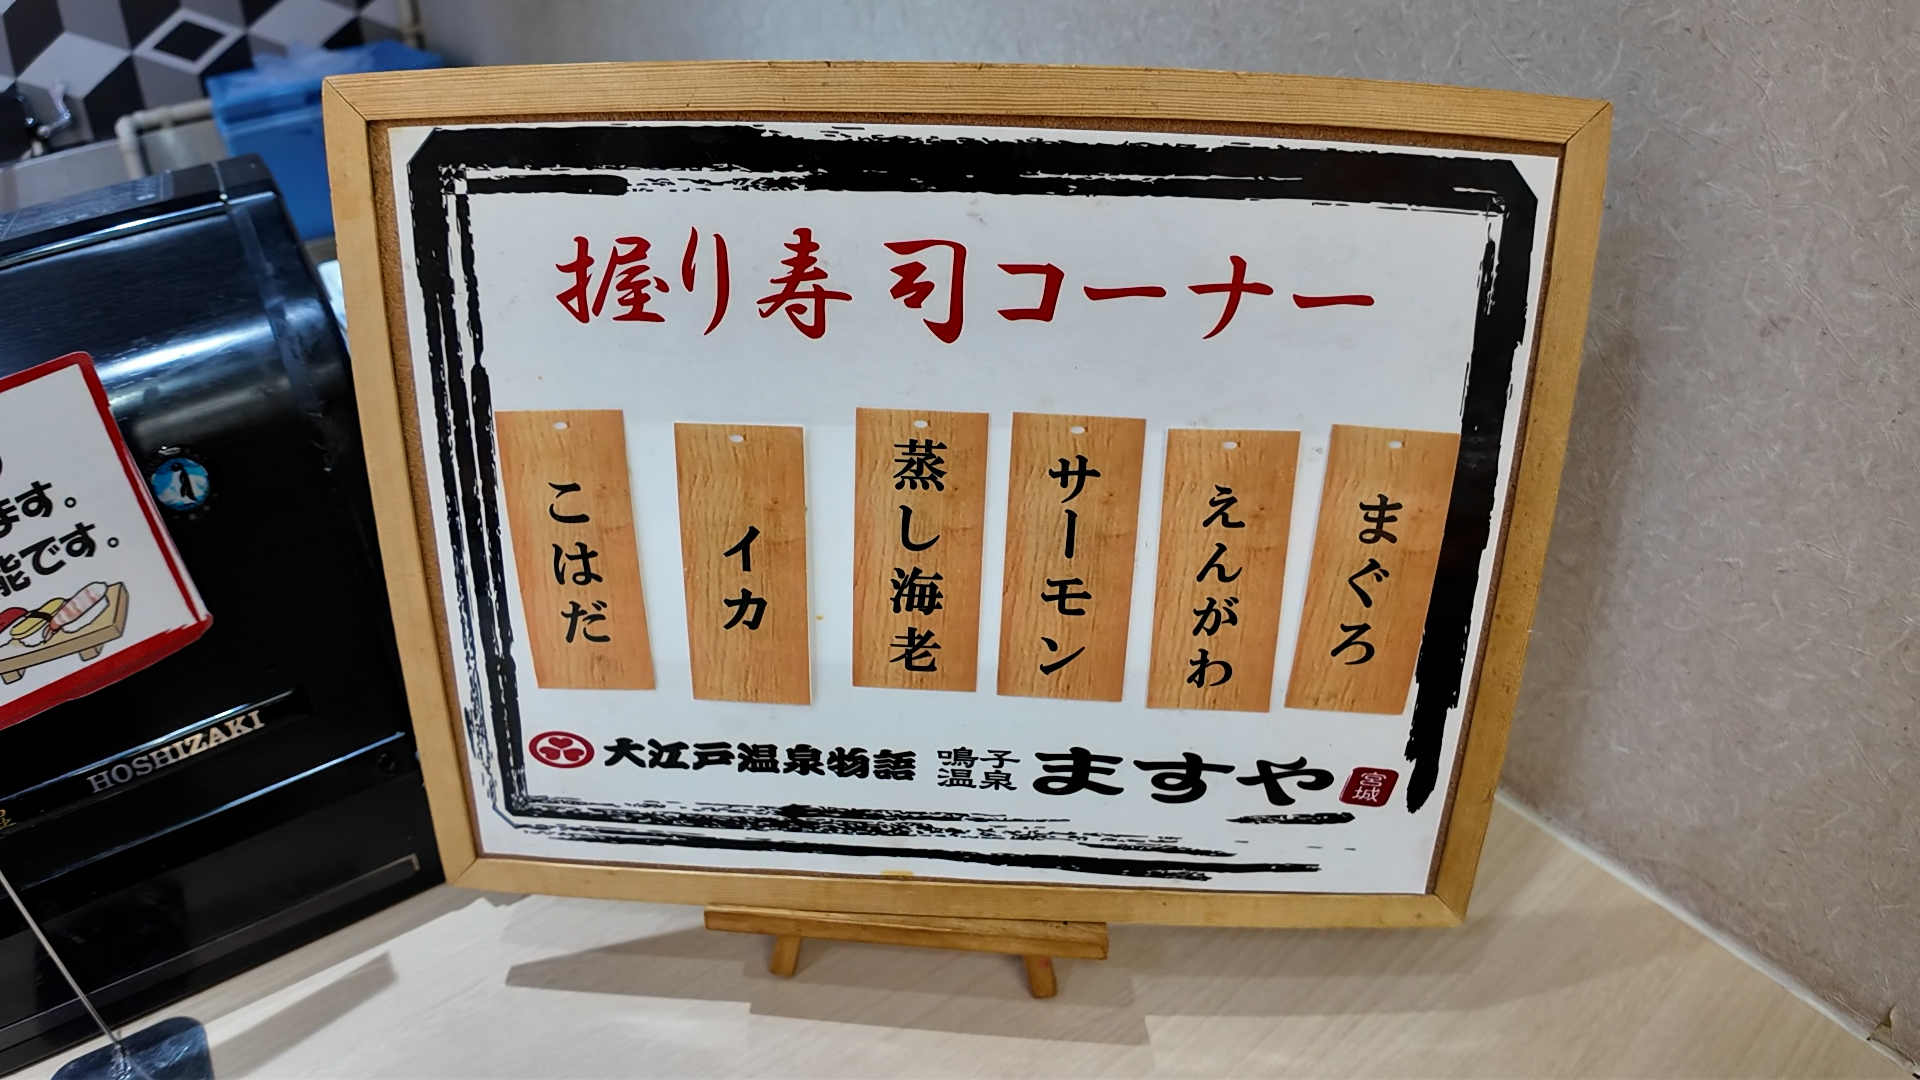 握り寿司コーナー
まぐろ
えんがわ
サーモン
蒸し海老
イカ
こはだ
大江戸温泉物語 鳴子温泉 ますや 宮城
ます。
能です。
HOSHIZAKI